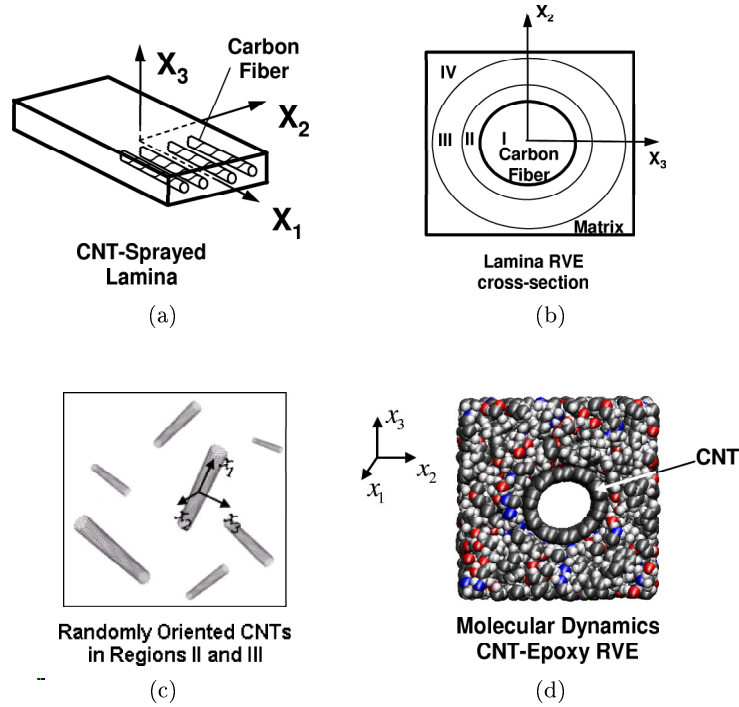 Carbon
Fiber
X3
X2
X1
CNT-Sprayed
Lamina
(a)
X2
IV
III
II
I
Carbon
Fiber
X3
Matrix
Lamina RVE
cross-section
(b)
x1
x2
x3
Randomly Oriented CNTs
in Regions II and III
(c)
x3
x2
x1
CNT
Molecular Dynamics
CNT-Epoxy RVE
(d)